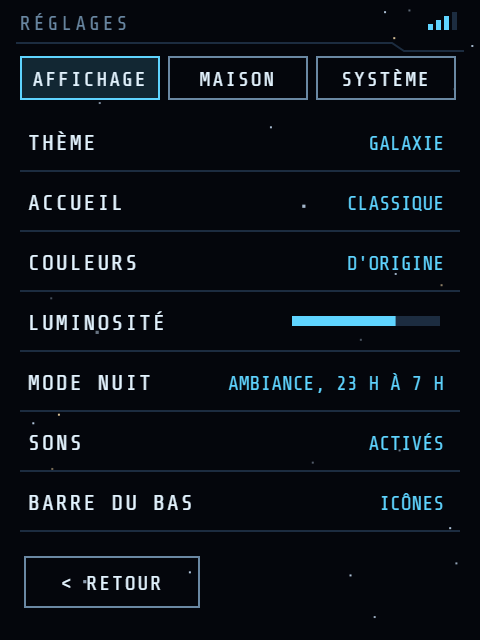 RÉGLAGES
AFFICHAGE MAISON SYSTÈME
THÈME GALAXIE
ACCUEIL CLASSIQUE
COULEURS D'ORIGINE
LUMINOSITÉ
MODE NUIT AMBIANCE, 23 H À 7 H
SONS ACTIVÉS
BARRE DU BAS ICÔNES
< RETOUR